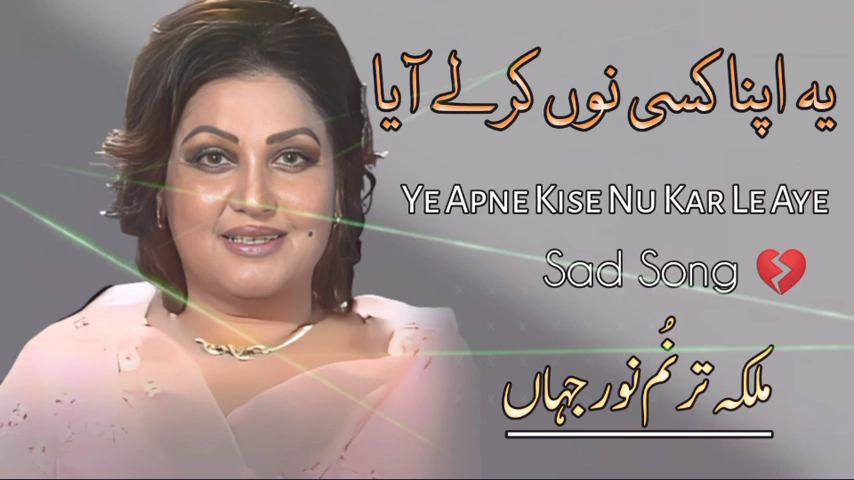 یہ اپنا کسی نوں کر لے آیا
Ye Apne Kise Nu Kar Le Aye
Sad Song 💔
ملکہ ترنُم نور جہاں